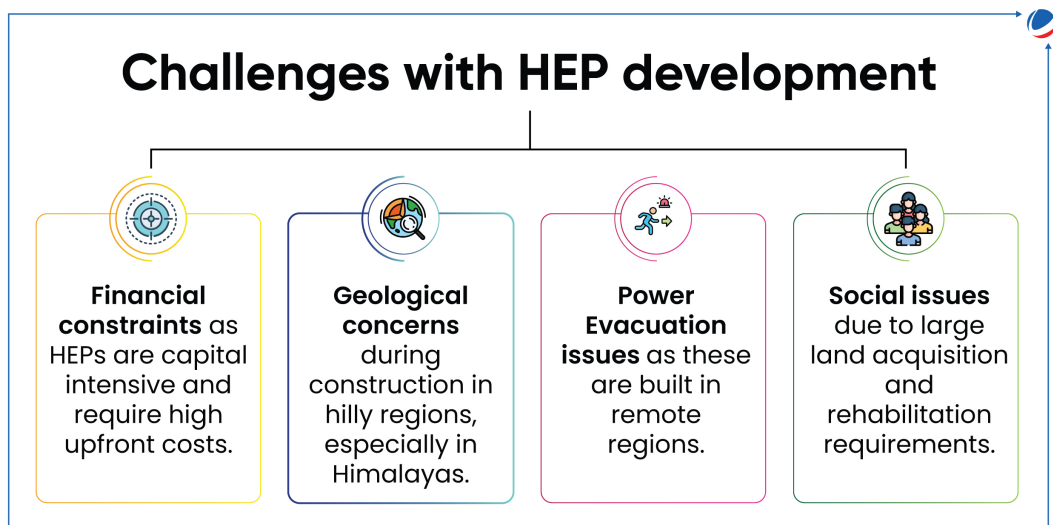 Challenges with HEP development
Financial
constraints as
HEPs are capital
intensive and
require high
upfront costs.
Geological
concerns
during
construction in
hilly regions,
especially in
Himalayas.
Power
Evacuation
issues as these
are built in
remote
regions.
Social issues
due to large
land acquisition
and
rehabilitation
requirements.